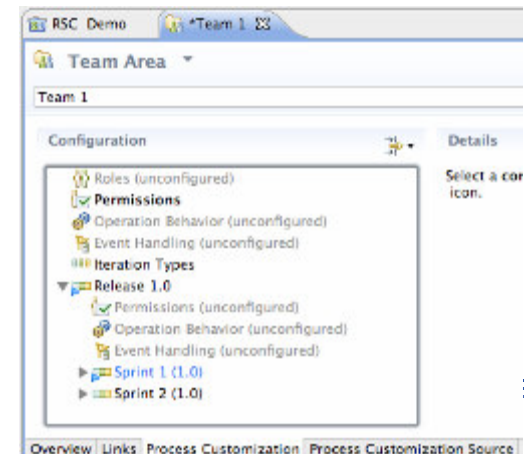 RSC Demo
*Team 1
Team Area
Team 1
Configuration
Details
Roles (unconfigured)
Permissions
Operation Behavior (unconfigured)
Event Handling (unconfigured)
Iteration Types
Release 1.0
Permissions (unconfigured)
Operation Behavior (unconfigured)
Event Handling (unconfigured)
Sprint 1 (1.0)
Sprint 2 (1.0)
Select a con
icon.
Overview Links Process Customization Process Customization Source